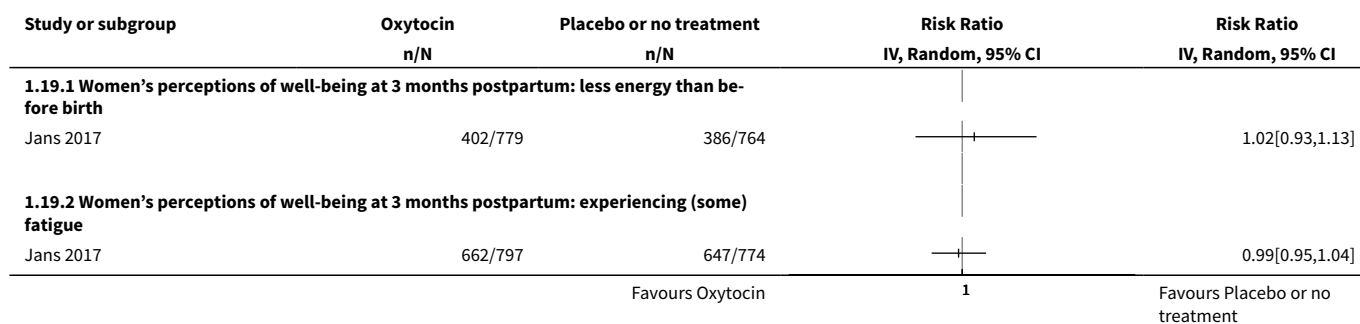 Study or subgroup Oxytocin Placebo or no treatment Risk Ratio Risk Ratio
n/N n/N IV, Random, 95% CI IV, Random, 95% CI
1.19.1 Women’s perceptions of well-being at 3 months postpartum: less energy than be-
fore birth
Jans 2017 402/779 386/764 1.02[0.93,1.13]
1.19.2 Women’s perceptions of well-being at 3 months postpartum: experiencing (some)
fatigue
Jans 2017 662/797 647/774 0.99[0.95,1.04]
Favours Oxytocin 1 Favours Placebo or no
treatment